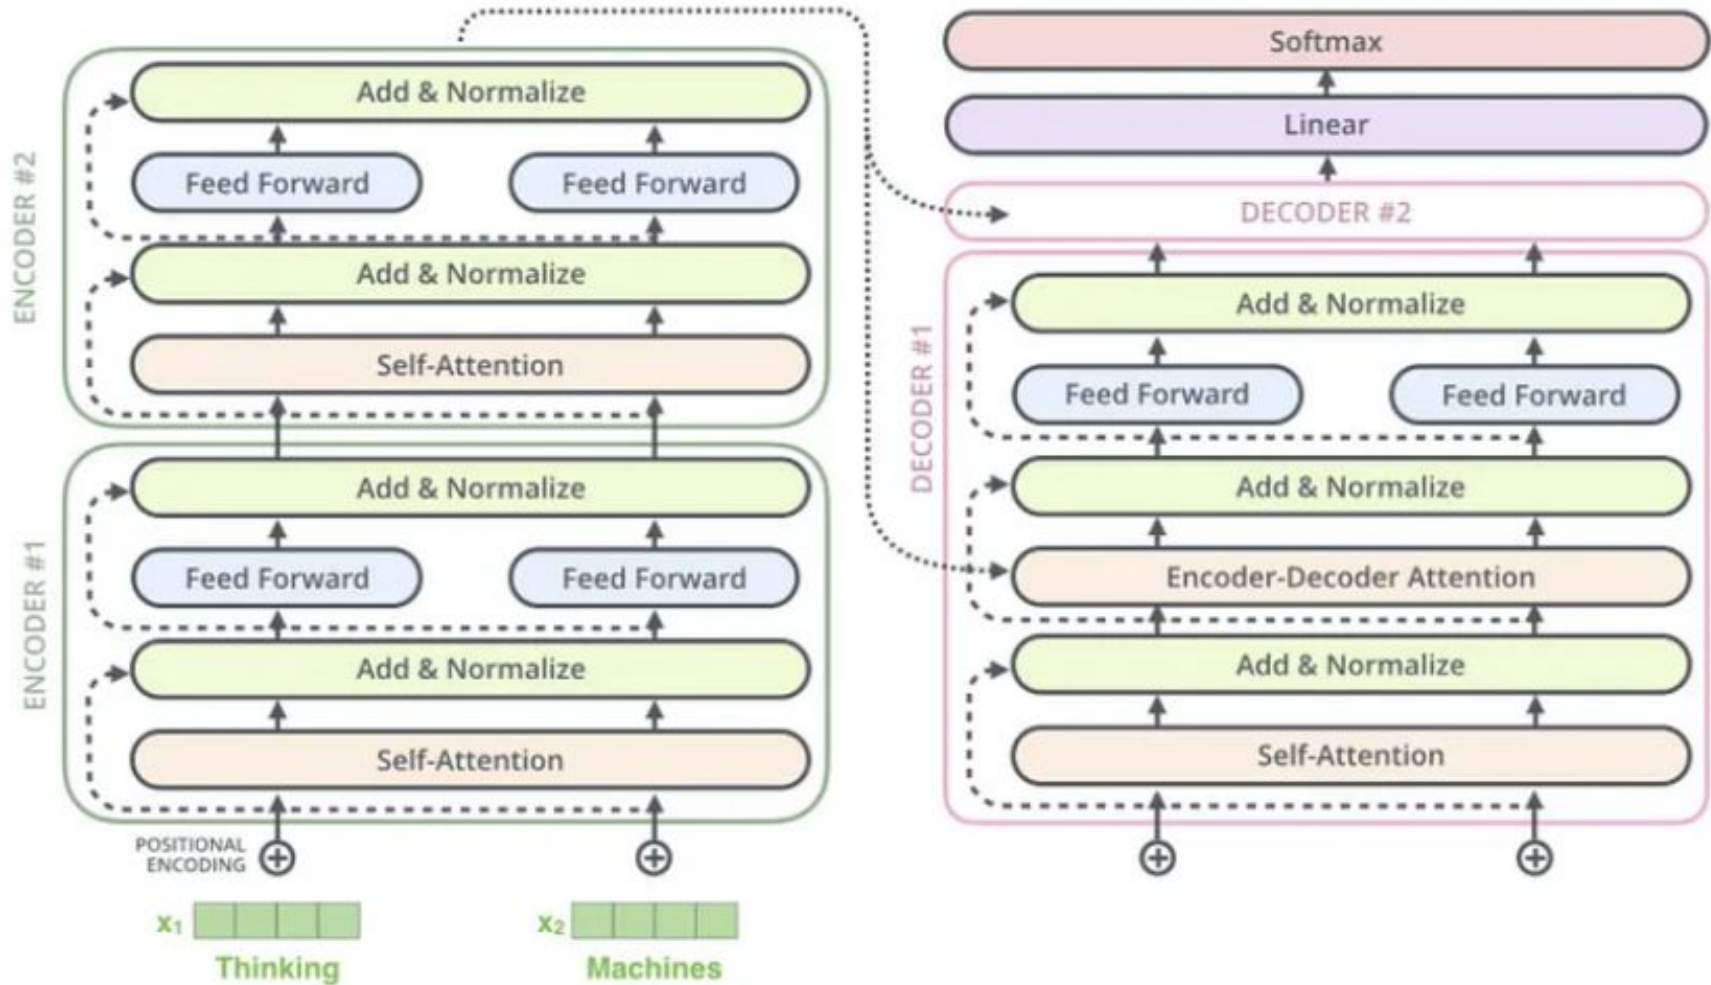 ENCODER #2
Add & Normalize
Feed Forward
Feed Forward
Add & Normalize
Self-Attention
ENCODER #1
Add & Normalize
Feed Forward
Feed Forward
Add & Normalize
Self-Attention
POSITIONAL
ENCODING
x₁
x₂
Thinking
Machines
Softmax
Linear
DECODER #2
DECODER #1
Add & Normalize
Feed Forward
Feed Forward
Add & Normalize
Encoder-Decoder Attention
Add & Normalize
Self-Attention